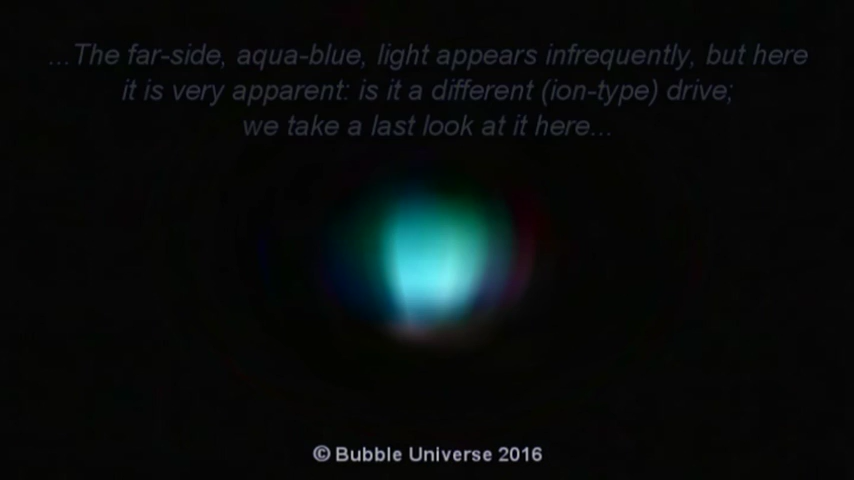 ...The far-side, aqua-blue, light appears infrequently, but here
it is very apparent: is it a different (ion-type) drive;
we take a last look at it here...
© Bubble Universe 2016